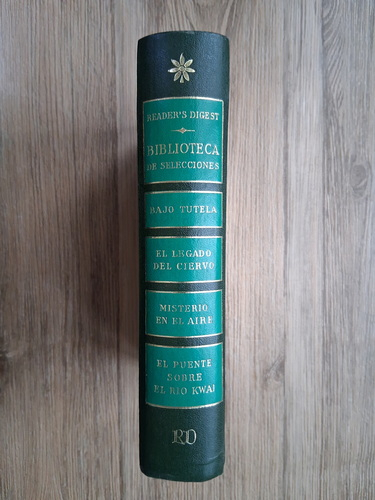 READER'S DIGEST
BIBLIOTECA
DE SELECCIONES
BAJO TUTELA
EL LEGADO
DEL CIERVO
MISTERIO
EN EL AIRE
EL PUENTE
SOBRE
EL RIO KWAI
RD